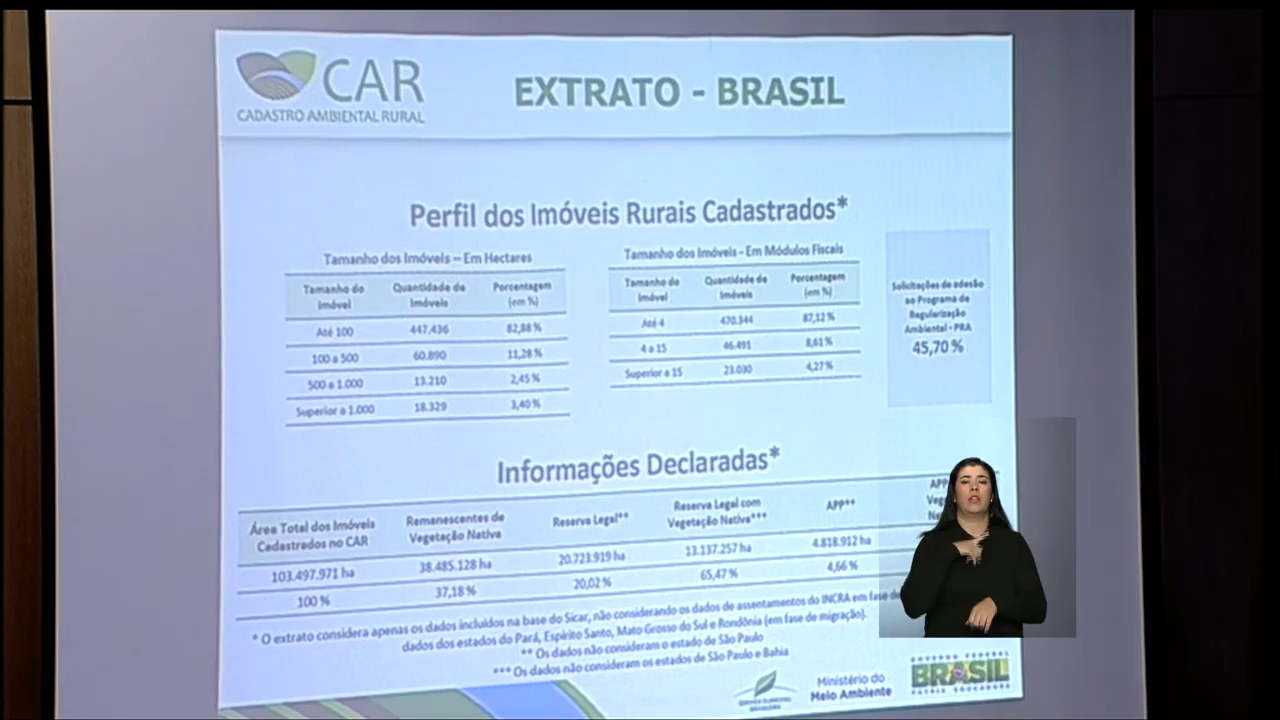 CAR
CADASTRO AMBIENTAL RURAL
EXTRATO - BRASIL
Perfil dos Imóveis Rurais Cadastrados*
Tamanho dos Imóveis – Em Hectares
Tamanho do Imóvel Quantidade de Imóveis Porcentagem (em %)
Até 100 447.436 82,88 %
100 a 500 60.890 11,28 %
500 a 1.000 13.210 2,45 %
Superior a 1.000 18.329 3,40 %
Tamanho dos Imóveis - Em Módulos Fiscais
Tamanho do Imóvel Quantidade de Imóveis Porcentagem (em %)
Até 4 470.344 87,12 %
4 a 15 46.491 8,61 %
Superior a 15 23.030 4,27 %
Solicitações de adesão
ao Programa de
Regularização
Ambiental - PRA
45,70 %
Informações Declaradas*
Área Total dos Imóveis Cadastrados no CAR Remanescentes de Vegetação Nativa Reserva Legal** Reserva Legal com Vegetação Nativa*** APP**
103.497.971 ha 38.485.128 ha 20.723.919 ha 13.137.257 ha 4.818.912 ha
100 % 37,18 % 20,02 % 65,47 % 4,66 %
* O extrato considera apenas os dados incluídos na base do Sicar, não considerando os dados de assentamentos do INCRA em fase de
dados dos estados do Pará, Espírito Santo, Mato Grosso do Sul e Rondônia (em fase de migração).
** Os dados não consideram o estado de São Paulo
*** Os dados não consideram os estados de São Paulo e Bahia
SERVIÇO FLORESTAL
BRASILEIRO
Ministério do
Meio Ambiente
GOVERNO FEDERAL
BRASIL
PÁTRIA EDUCADORA